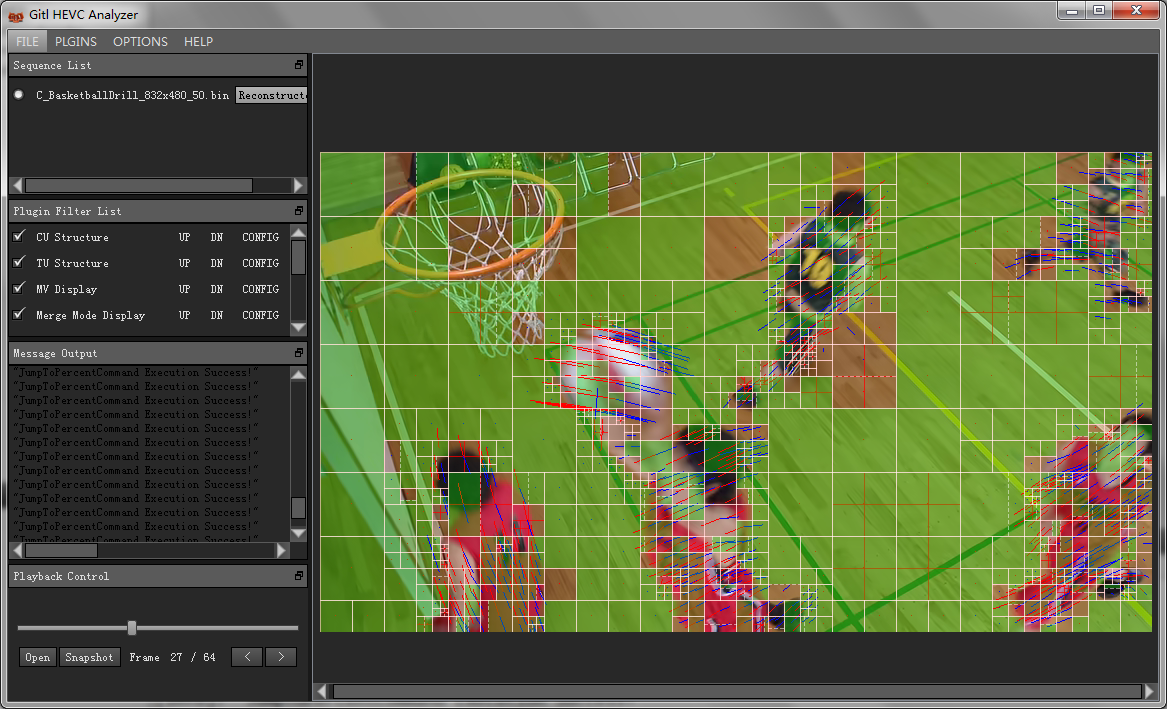 Gitl HEVC Analyzer
FILE PLGINS OPTIONS HELP
Sequence List
C_BasketballDrill_832x480_50.bin Reconstructe
Plugin Filter List
CU Structure UP DN CONFIG
TU Structure UP DN CONFIG
MV Display UP DN CONFIG
Merge Mode Display UP DN CONFIG
Message Output
"JumpToPercentCommand Execution Success!"
"JumpToPercentCommand Execution Success!"
"JumpToPercentCommand Execution Success!"
"JumpToPercentCommand Execution Success!"
"JumpToPercentCommand Execution Success!"
"JumpToPercentCommand Execution Success!"
"JumpToPercentCommand Execution Success!"
"JumpToPercentCommand Execution Success!"
"JumpToPercentCommand Execution Success!"
"JumpToPercentCommand Execution Success!"
"JumpToPercentCommand Execution Success!"
"JumpToPercentCommand Execution Success!"
"JumpToPercentCommand Execution Success!"
Playback Control
Open Snapshot Frame 27 / 64 < >